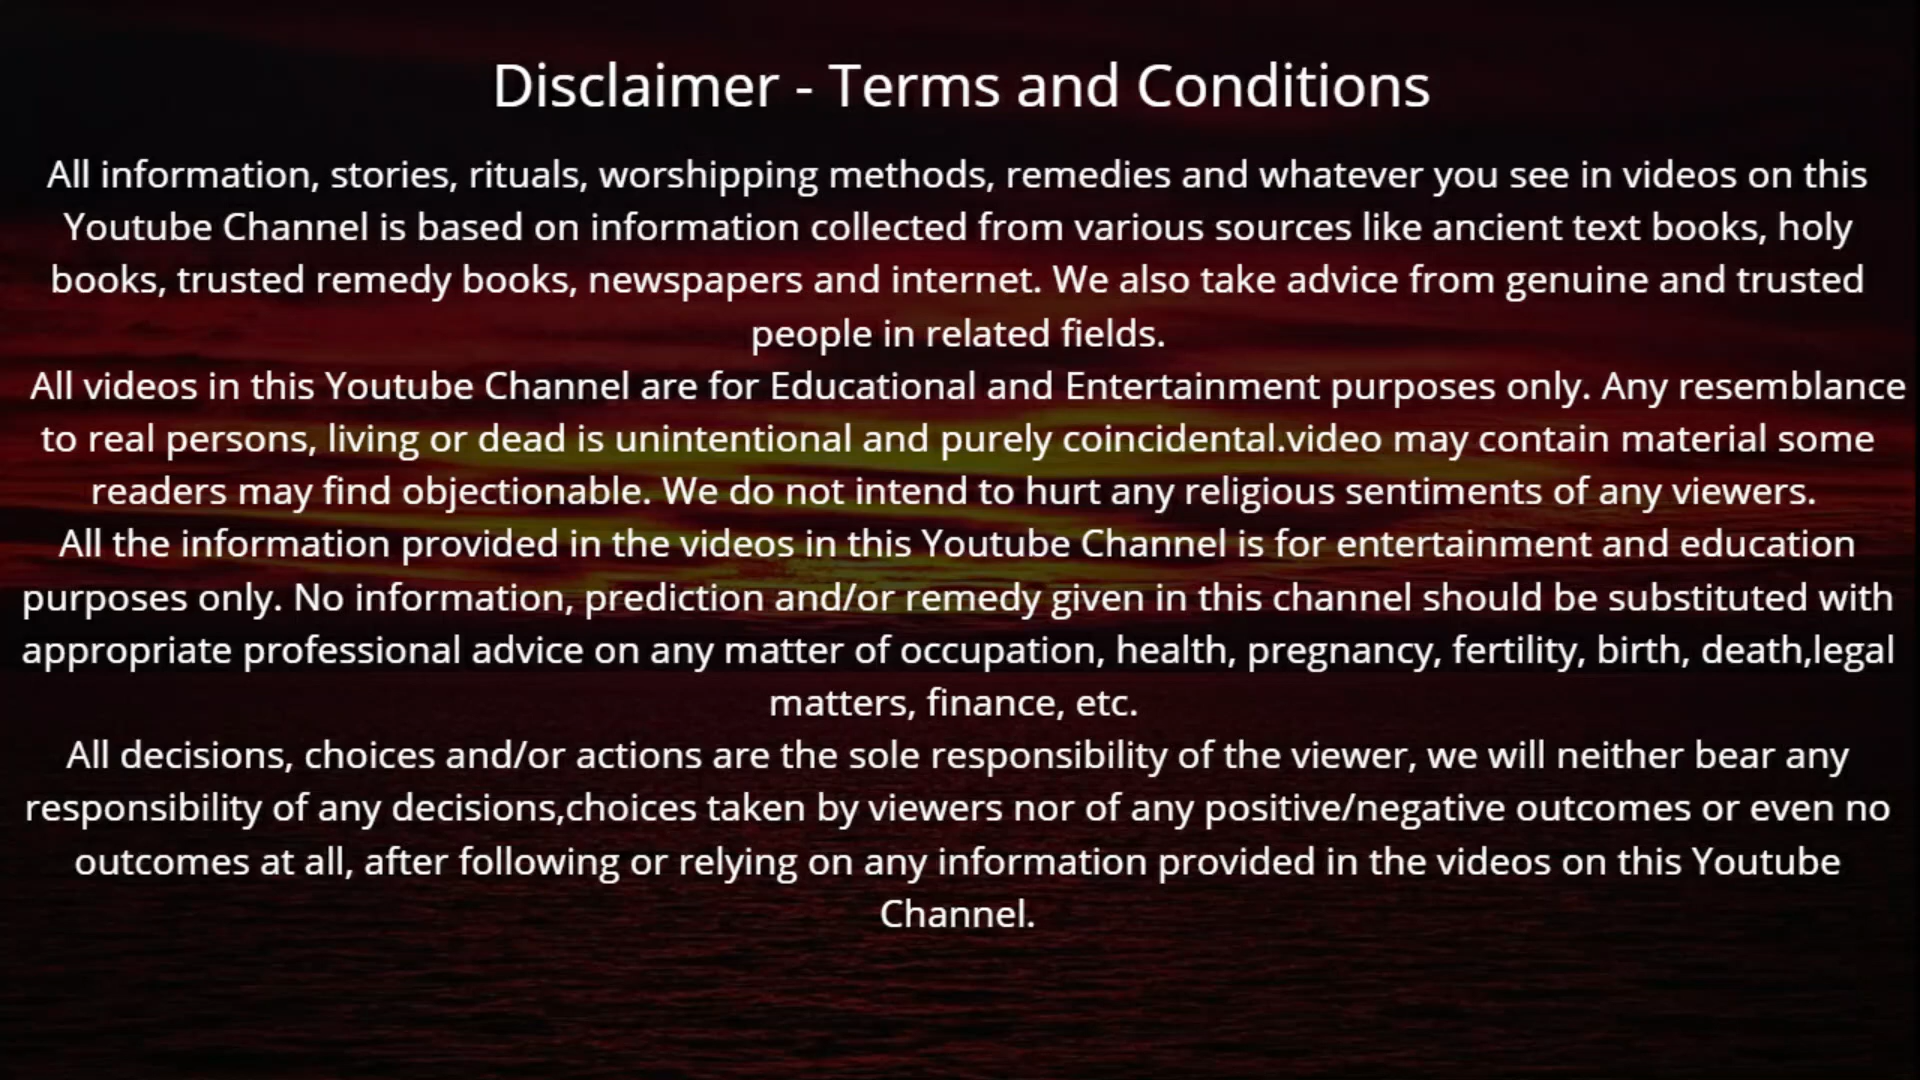 Disclaimer - Terms and Conditions
All information, stories, rituals, worshipping methods, remedies and whatever you see in videos on this
Youtube Channel is based on information collected from various sources like ancient text books, holy
books, trusted remedy books, newspapers and internet. We also take advice from genuine and trusted
people in related fields.
All videos in this Youtube Channel are for Educational and Entertainment purposes only. Any resemblance
to real persons, living or dead is unintentional and purely coincidental.video may contain material some
readers may find objectionable. We do not intend to hurt any religious sentiments of any viewers.
All the information provided in the videos in this Youtube Channel is for entertainment and education
purposes only. No information, prediction and/or remedy given in this channel should be substituted with
appropriate professional advice on any matter of occupation, health, pregnancy, fertility, birth, death,legal
matters, finance, etc.
All decisions, choices and/or actions are the sole responsibility of the viewer, we will neither bear any
responsibility of any decisions,choices taken by viewers nor of any positive/negative outcomes or even no
outcomes at all, after following or relying on any information provided in the videos on this Youtube
Channel.